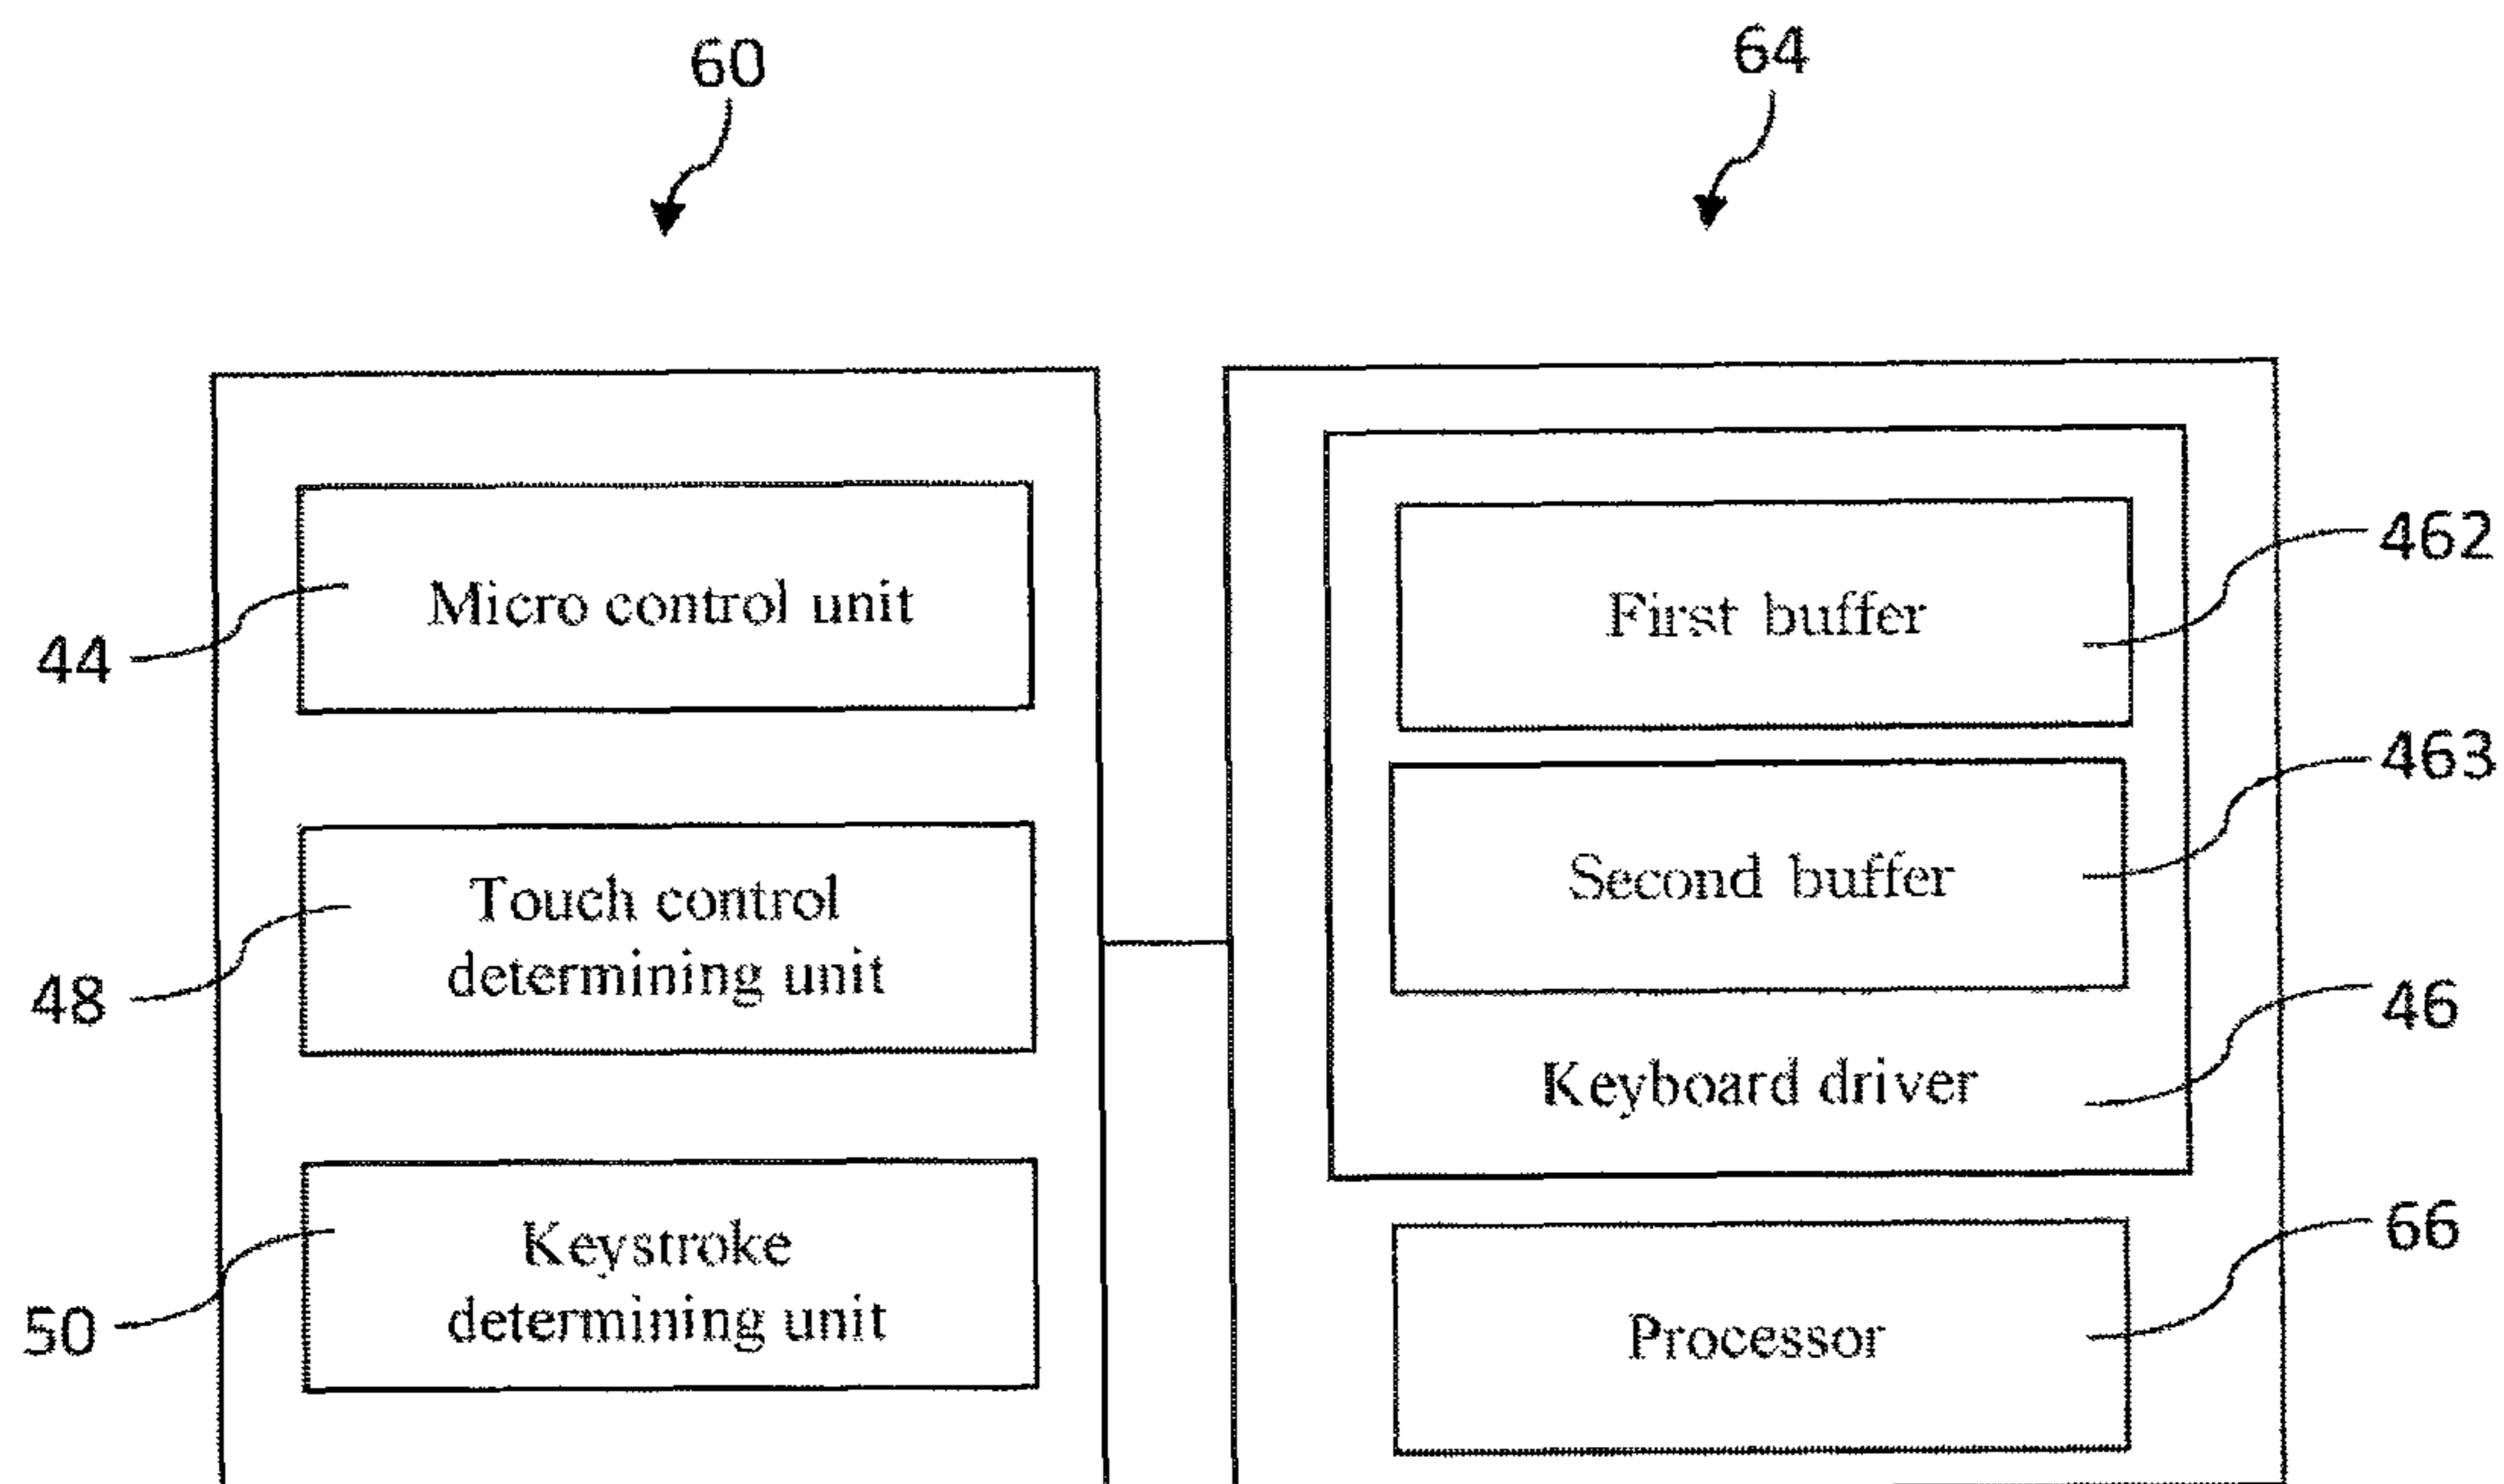 60
64
Micro control unit
44
Touch control
determining unit
48
Keystroke
determining unit
50
First buffer
462
Second buffer
463
Keyboard driver
46
Processor
66